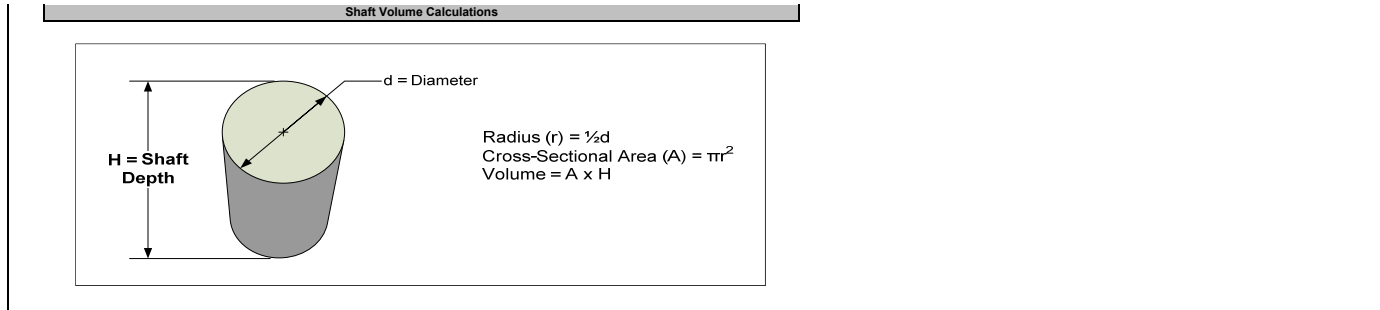 Shaft Volume Calculations
d = Diameter
H = Shaft
Depth
Radius (r) = ½d
Cross-Sectional Area (A) = πr²
Volume = A x H